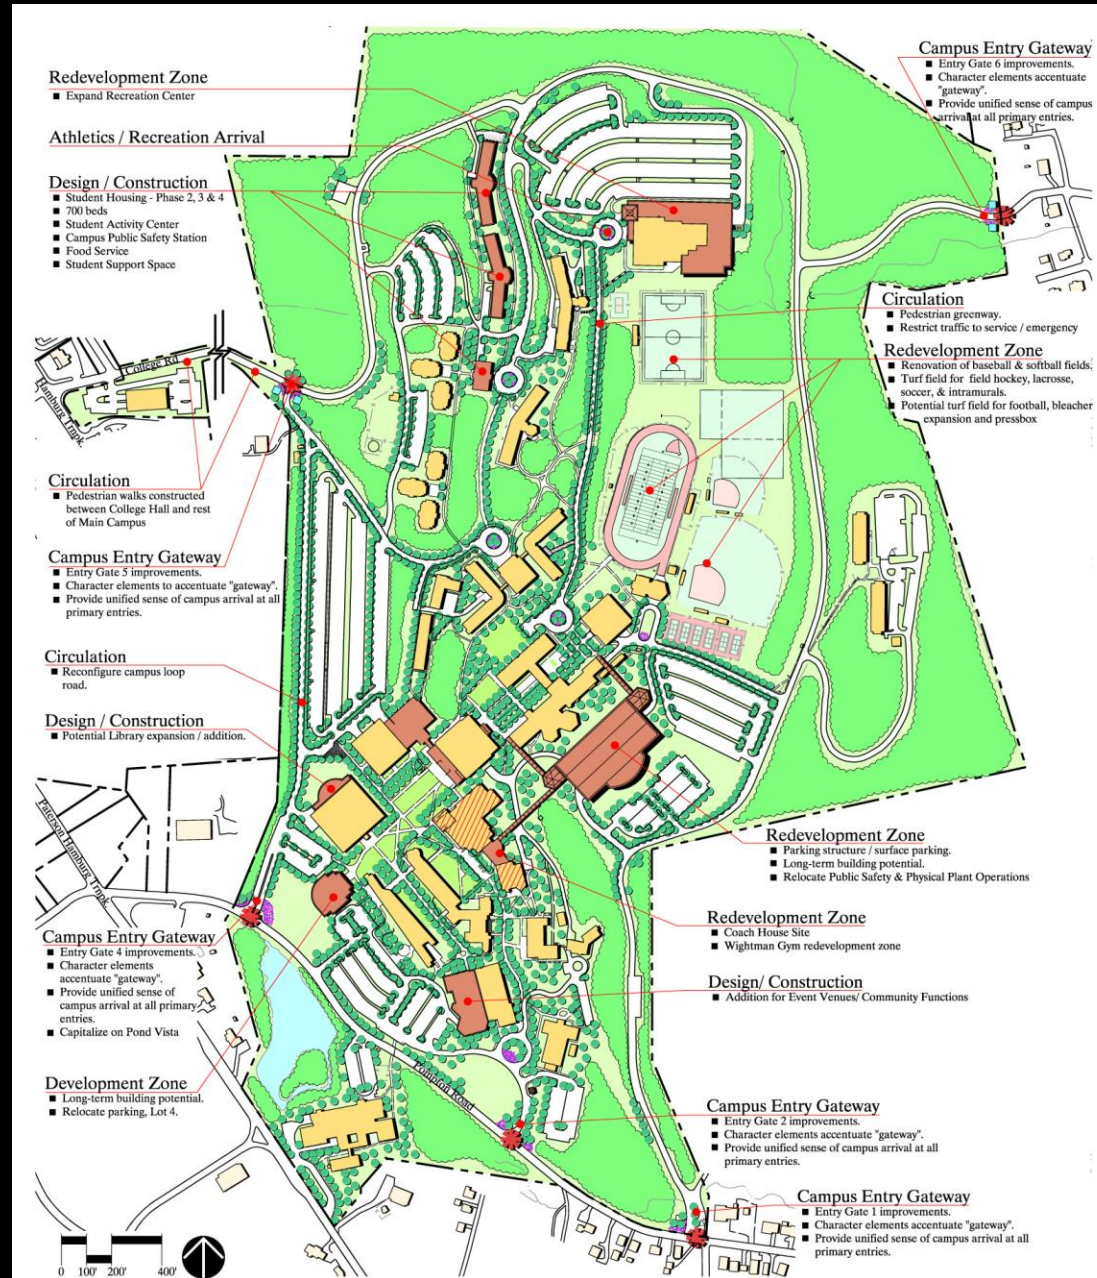 Redevelopment Zone
■ Expand Recreation Center
Athletics / Recreation Arrival
Design / Construction
■ Student Housing - Phase 2, 3 & 4
■ 700 beds
■ Student Activity Center
■ Campus Public Safety Station
■ Food Service
■ Student Support Space
College Rd
Hamburg Trnpk.
Circulation
■ Pedestrian walks constructed
between College Hall and rest
of Main Campus
Campus Entry Gateway
■ Entry Gate 5 improvements.
■ Character elements to accentuate "gateway".
■ Provide unified sense of campus arrival at all
primary entries.
Circulation
■ Reconfigure campus loop
road.
Design / Construction
■ Potential Library expansion / addition.
Paterson Hamburg Trnpk.
Campus Entry Gateway
■ Entry Gate 4 improvements.
■ Character elements
accentuate "gateway".
■ Provide unified sense of
campus arrival at all primary
entries.
■ Capitalize on Pond Vista
Development Zone
■ Long-term building potential.
■ Relocate parking, Lot 4.
Pompton Road
0 100' 200' 400'
Campus Entry Gateway
■ Entry Gate 6 improvements.
■ Character elements accentuate
"gateway".
■ Provide unified sense of campus
arrival at all primary entries.
Circulation
■ Pedestrian greenway.
■ Restrict traffic to service / emergency
Redevelopment Zone
■ Renovation of baseball & softball fields.
■ Turf field for field hockey, lacrosse,
soccer, & intramurals.
■ Potential turf field for football, bleacher
expansion and pressbox
Redevelopment Zone
■ Parking structure / surface parking.
■ Long-term building potential.
■ Relocate Public Safety & Physical Plant Operations
Redevelopment Zone
■ Coach House Site
■ Wightman Gym redevelopment zone
Design/ Construction
■ Addition for Event Venues/ Community Functions
Campus Entry Gateway
■ Entry Gate 2 improvements.
■ Character elements accentuate "gateway".
■ Provide unified sense of campus arrival at all
primary entries.
Campus Entry Gateway
■ Entry Gate 1 improvements.
■ Character elements accentuate "gateway".
■ Provide unified sense of campus arrival at all
primary entries.